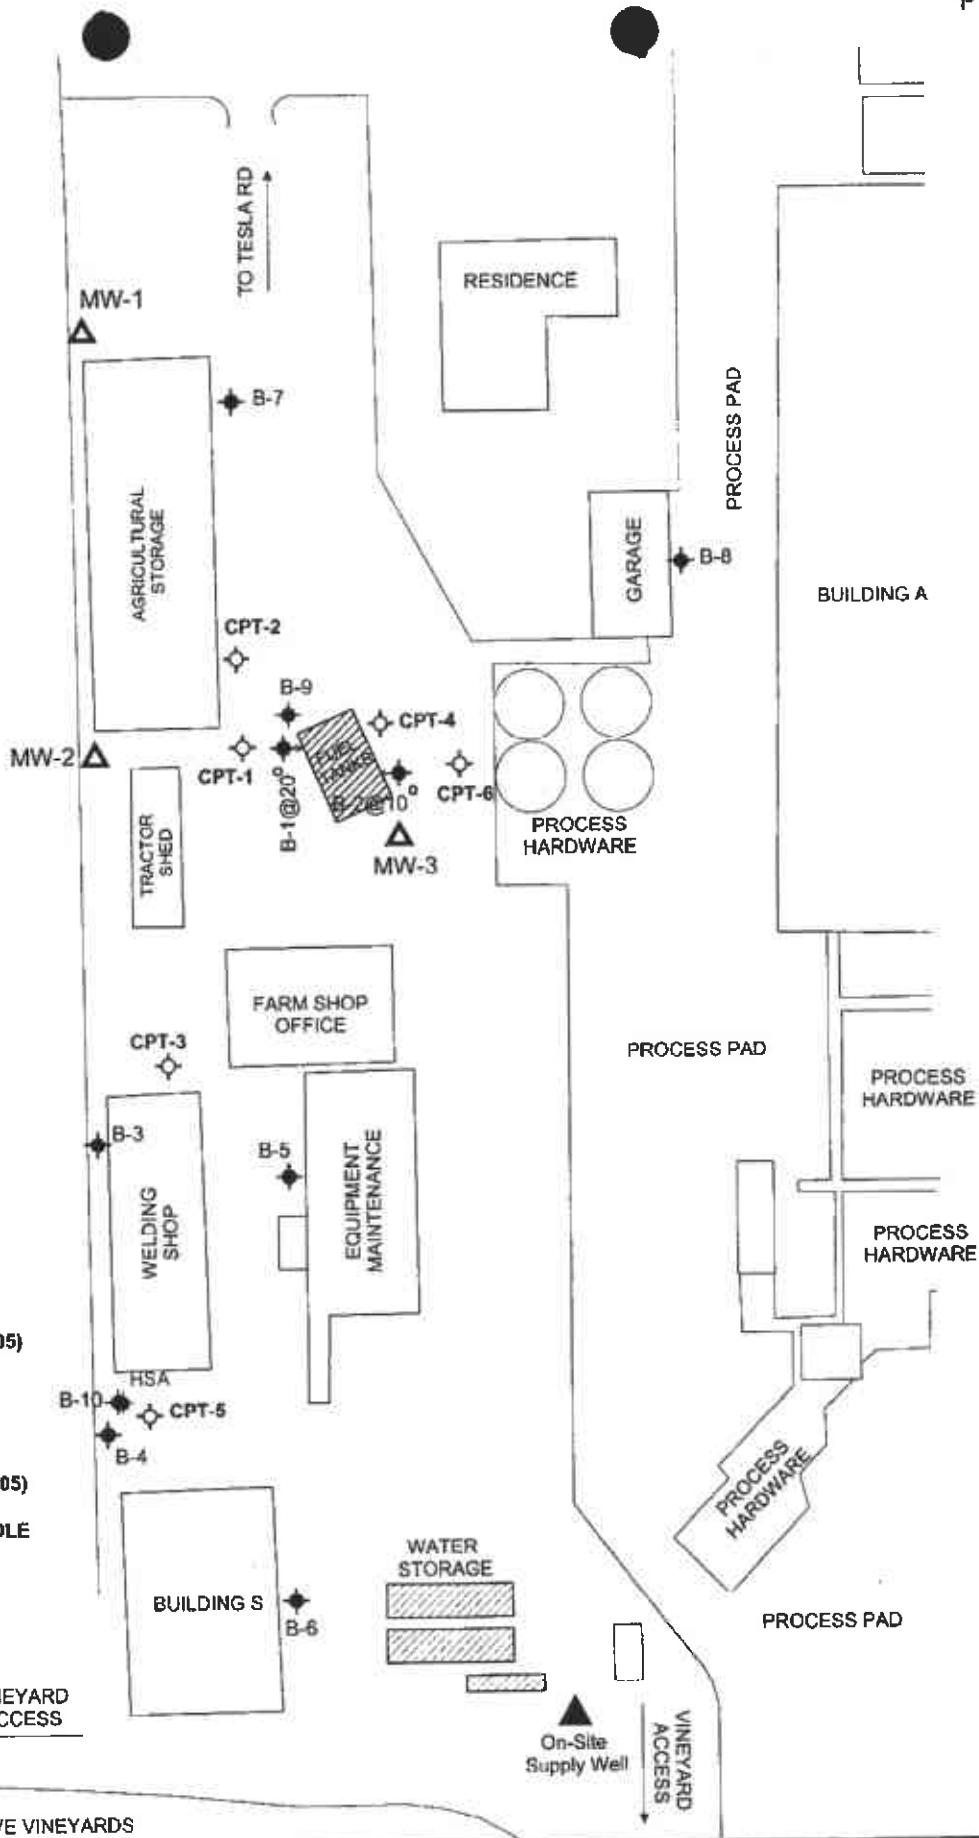 TO TESLA RD
MW-1
RESIDENCE
B-7
PROCESS PAD
AGRICULTURAL
STORAGE
GARAGE
B-8
BUILDING A
CPT-2
B-9
CPT-4
MW-2
CPT-1
B-1@20°
FUEL
TANKS
B-2@10°
CPT-6
MW-3
PROCESS
HARDWARE
TRACTOR
SHED
FARM SHOP
OFFICE
CPT-3
PROCESS PAD
PROCESS
HARDWARE
B-3
B-5
WELDING
SHOP
EQUIPMENT
MAINTENANCE
PROCESS
HARDWARE
05)
HSA
B-10
CPT-5
B-4
05)
OLE
PROCESS
HARDWARE
WATER
STORAGE
BUILDING S
B-6
PROCESS PAD
NEYARD
CCESS
On-Site
Supply Well
VINEYARD
ACCESS
VE VINEYARDS